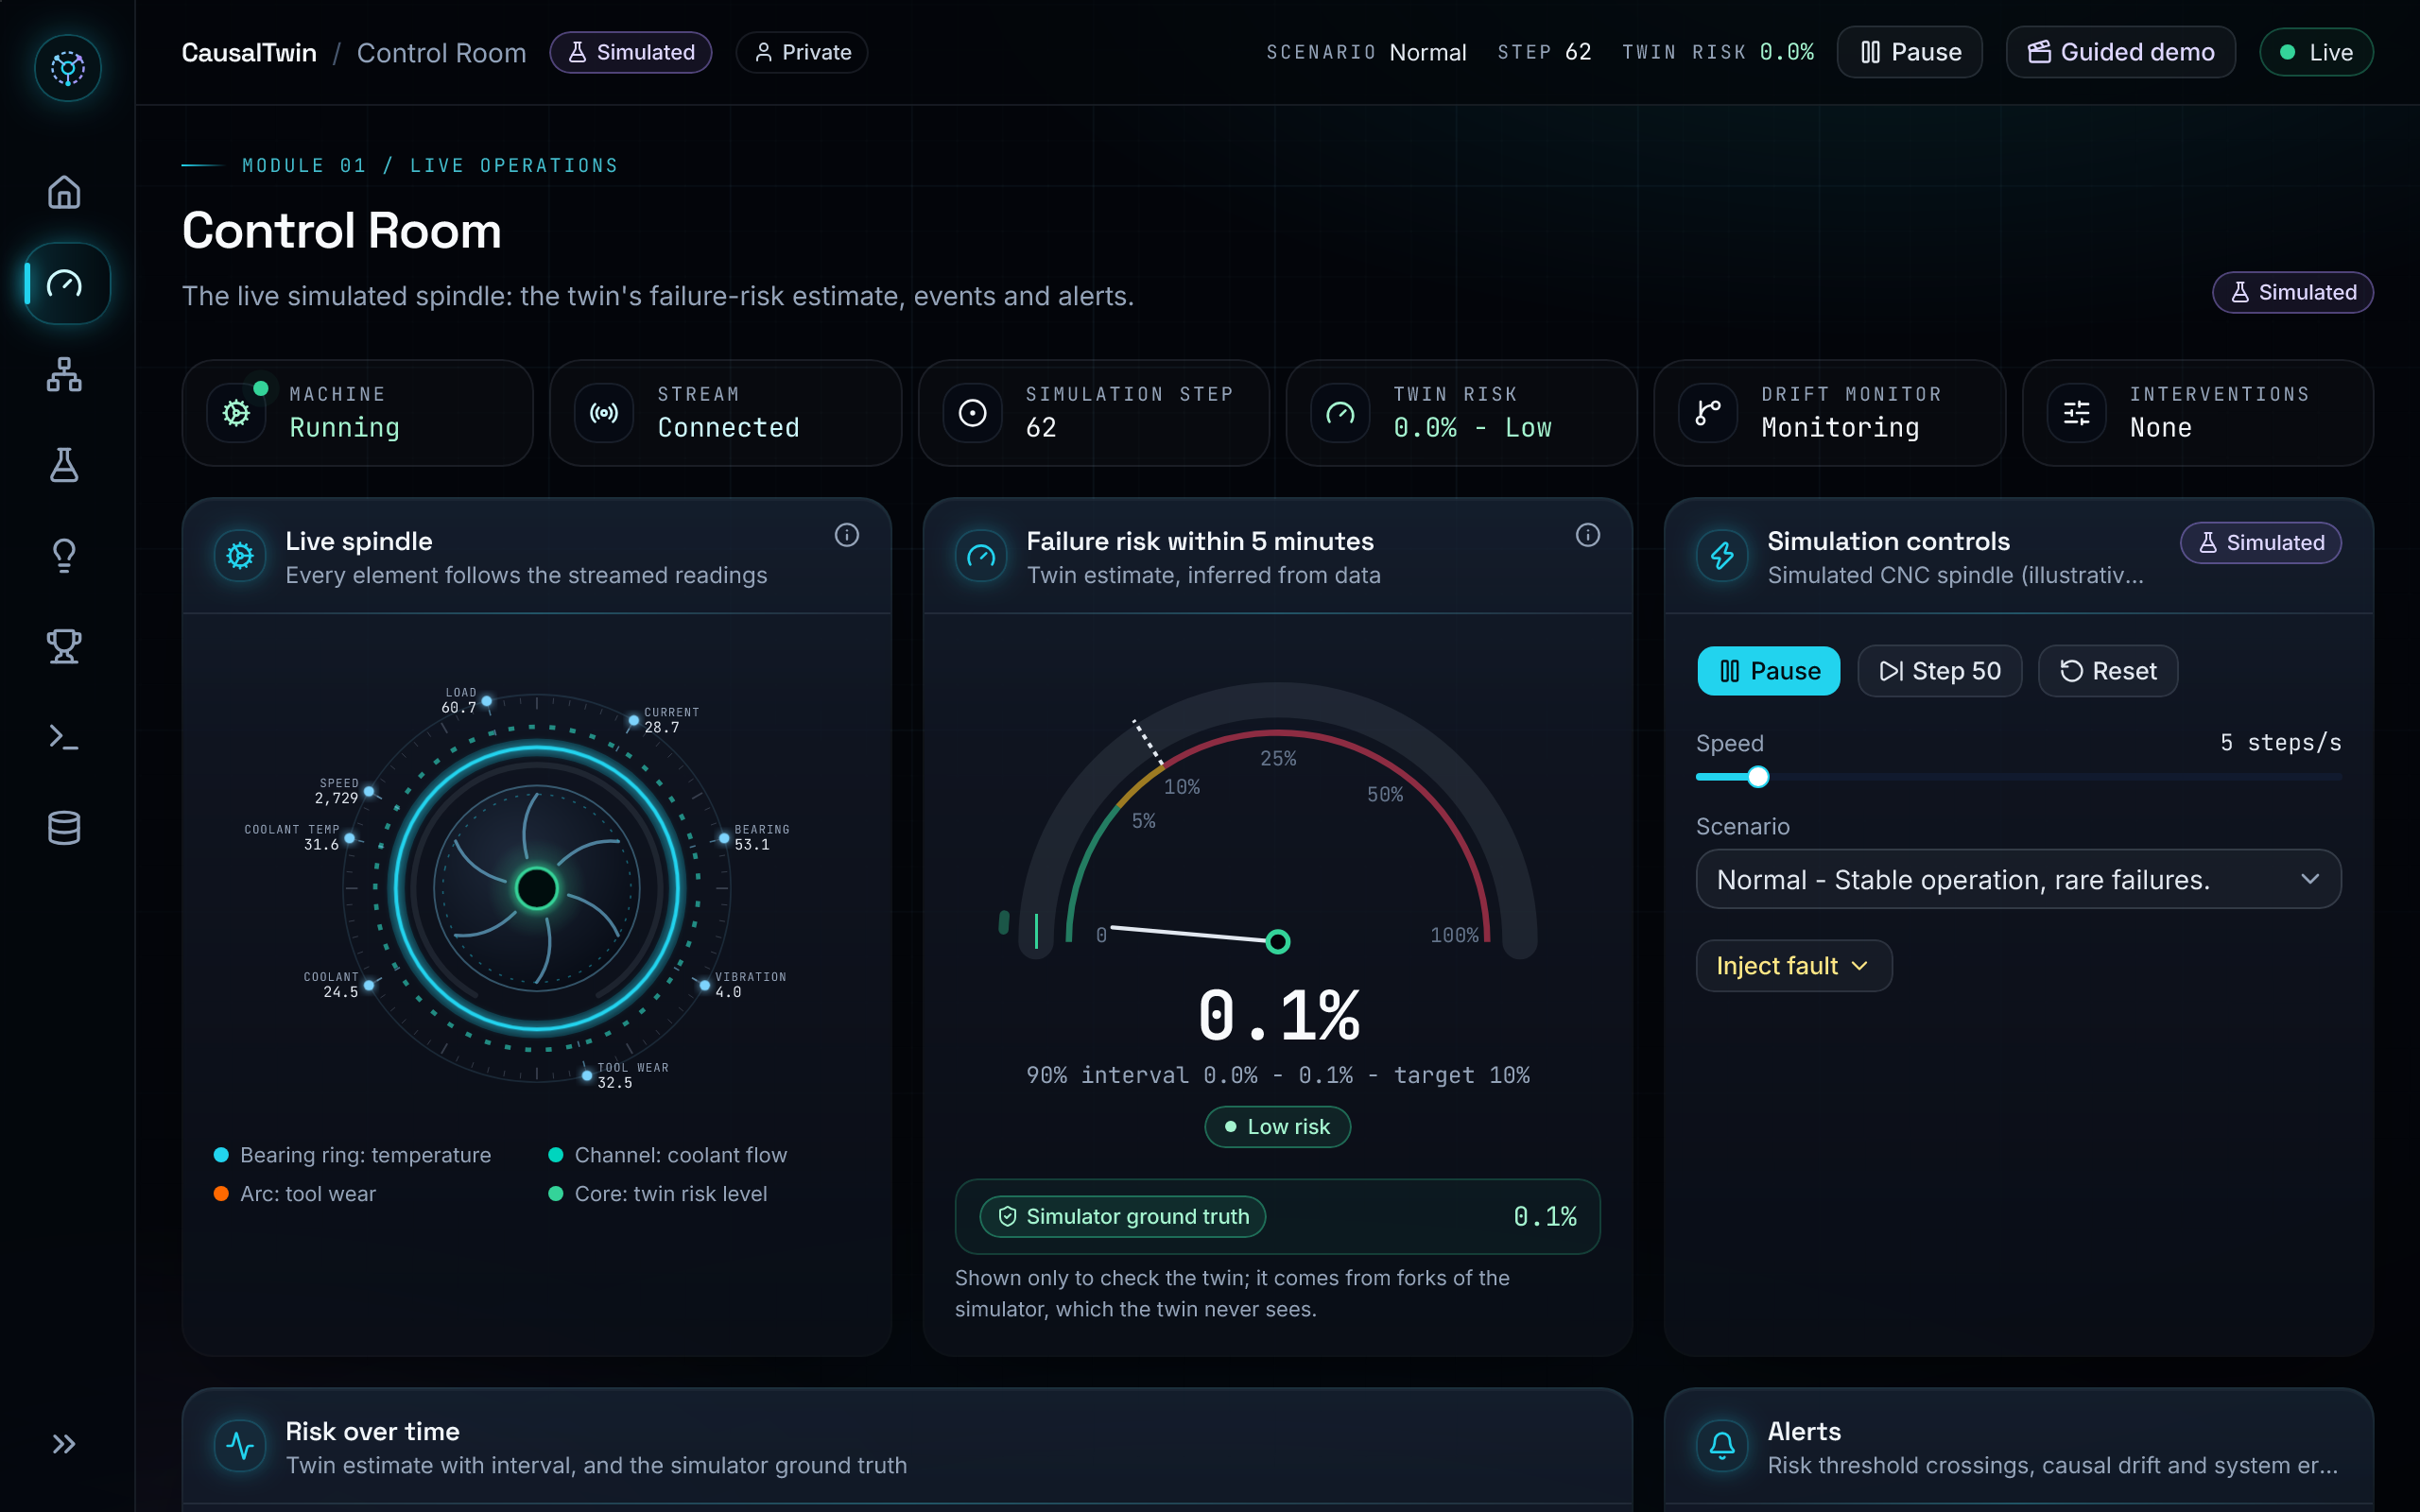 CausalTwin / Control Room Simulated Private SCENARIO Normal STEP 62 TWIN RISK 0.0% Pause Guided demo Live
MODULE 01 / LIVE OPERATIONS
Control Room
The live simulated spindle: the twin's failure-risk estimate, events and alerts.
Simulated
MACHINE
Running
STREAM
Connected
SIMULATION STEP
62
TWIN RISK
0.0% - Low
DRIFT MONITOR
Monitoring
INTERVENTIONS
None
Live spindle
Every element follows the streamed readings
LOAD
60.7
CURRENT
28.7
SPEED
2,729
COOLANT TEMP
31.6
BEARING
53.1
COOLANT
24.5
VIBRATION
4.0
TOOL WEAR
32.5
Bearing ring: temperature
Channel: coolant flow
Arc: tool wear
Core: twin risk level
Failure risk within 5 minutes
Twin estimate, inferred from data
0
5%
10%
25%
50%
100%
0.1%
90% interval 0.0% - 0.1% - target 10%
Low risk
Simulator ground truth 0.1%
Shown only to check the twin; it comes from forks of the
simulator, which the twin never sees.
Simulation controls
Simulated CNC spindle (illustrativ...
Simulated
Pause Step 50 Reset
Speed 5 steps/s
Scenario
Normal - Stable operation, rare failures.
Inject fault
Risk over time
Twin estimate with interval, and the simulator ground truth
Alerts
Risk threshold crossings, causal drift and system er...